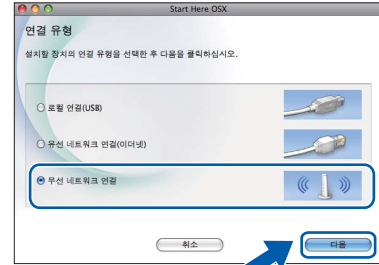 Start Here OSX
연결 유형
설치할 장치의 연결 유형을 선택한 후 다음을 클릭하십시오.
로컬 연결(USB)
유선 네트워크 연결(이더넷)
무선 네트워크 연결
취소
다음